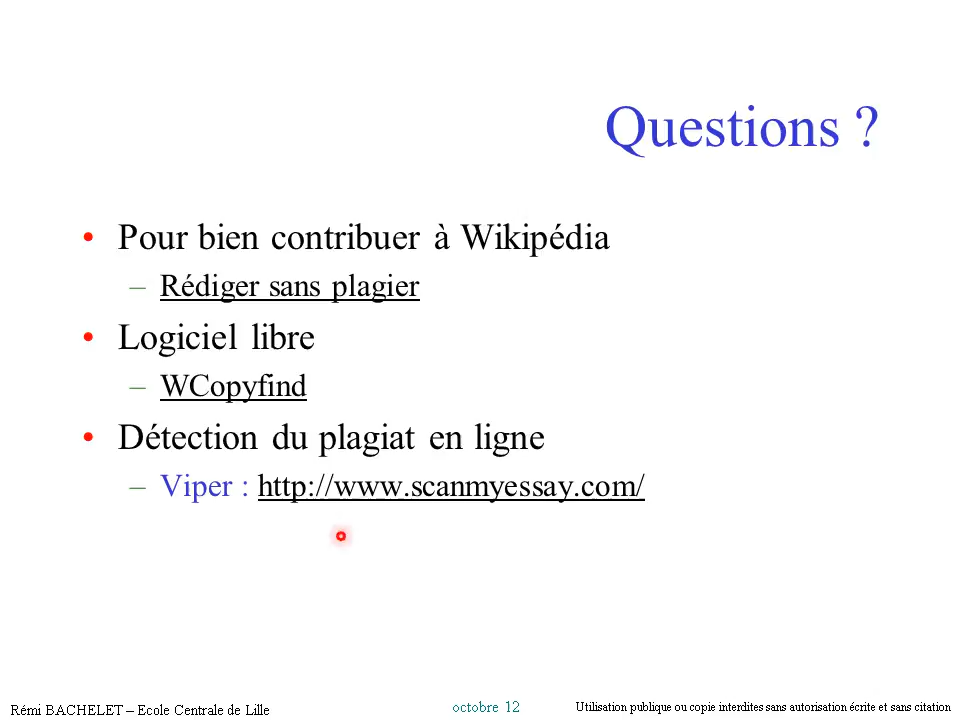 Questions ?
• Pour bien contribuer à Wikipédia
– Rédiger sans plagier
• Logiciel libre
– WCopyfind
• Détection du plagiat en ligne
– Viper : http://www.scanmyessay.com/
Rémi BACHELET – Ecole Centrale de Lille
octobre 12
Utilisation publique ou copie interdites sans autorisation écrite et sans citation